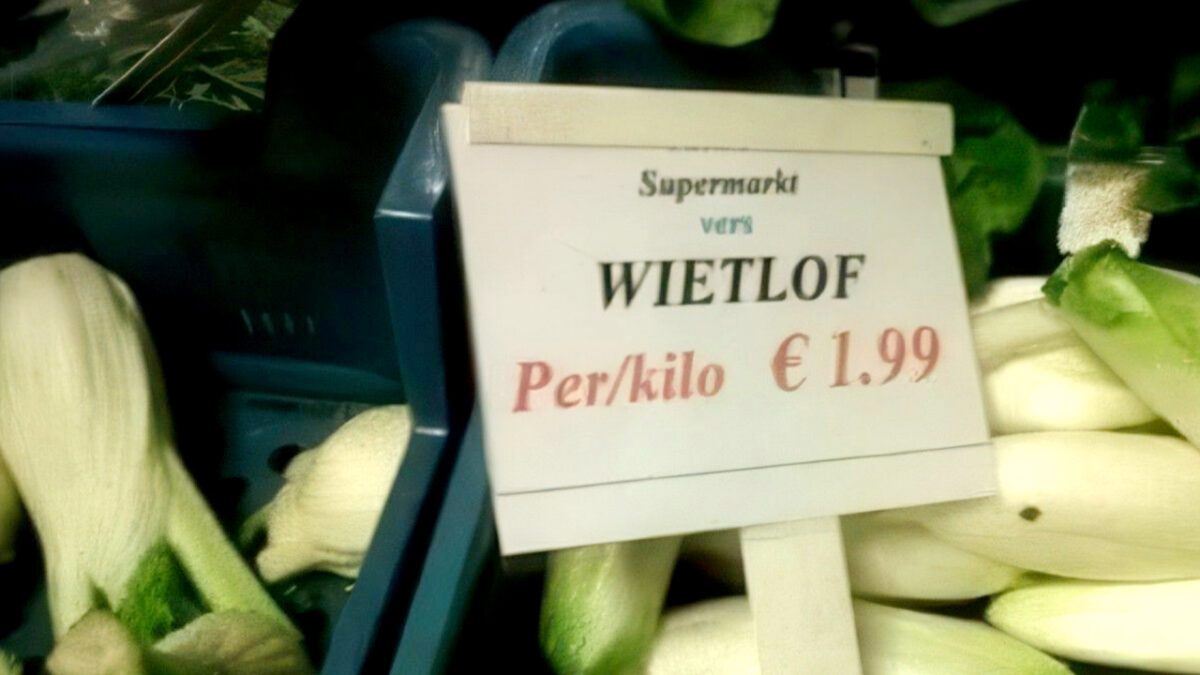 Supermarkt
vers
WIETLOF
Per/kilo € 1.99